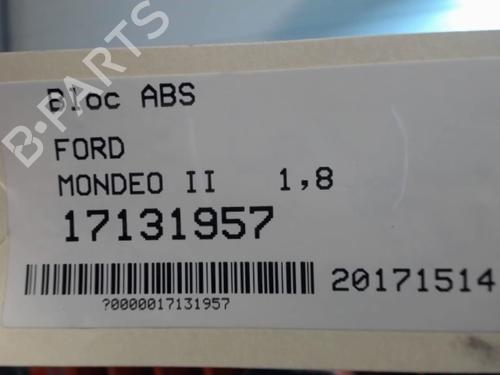 Bloc ABS
FORD
MONDEO II 1,8
17131957
20171514
?0000017131957
B-PARTS